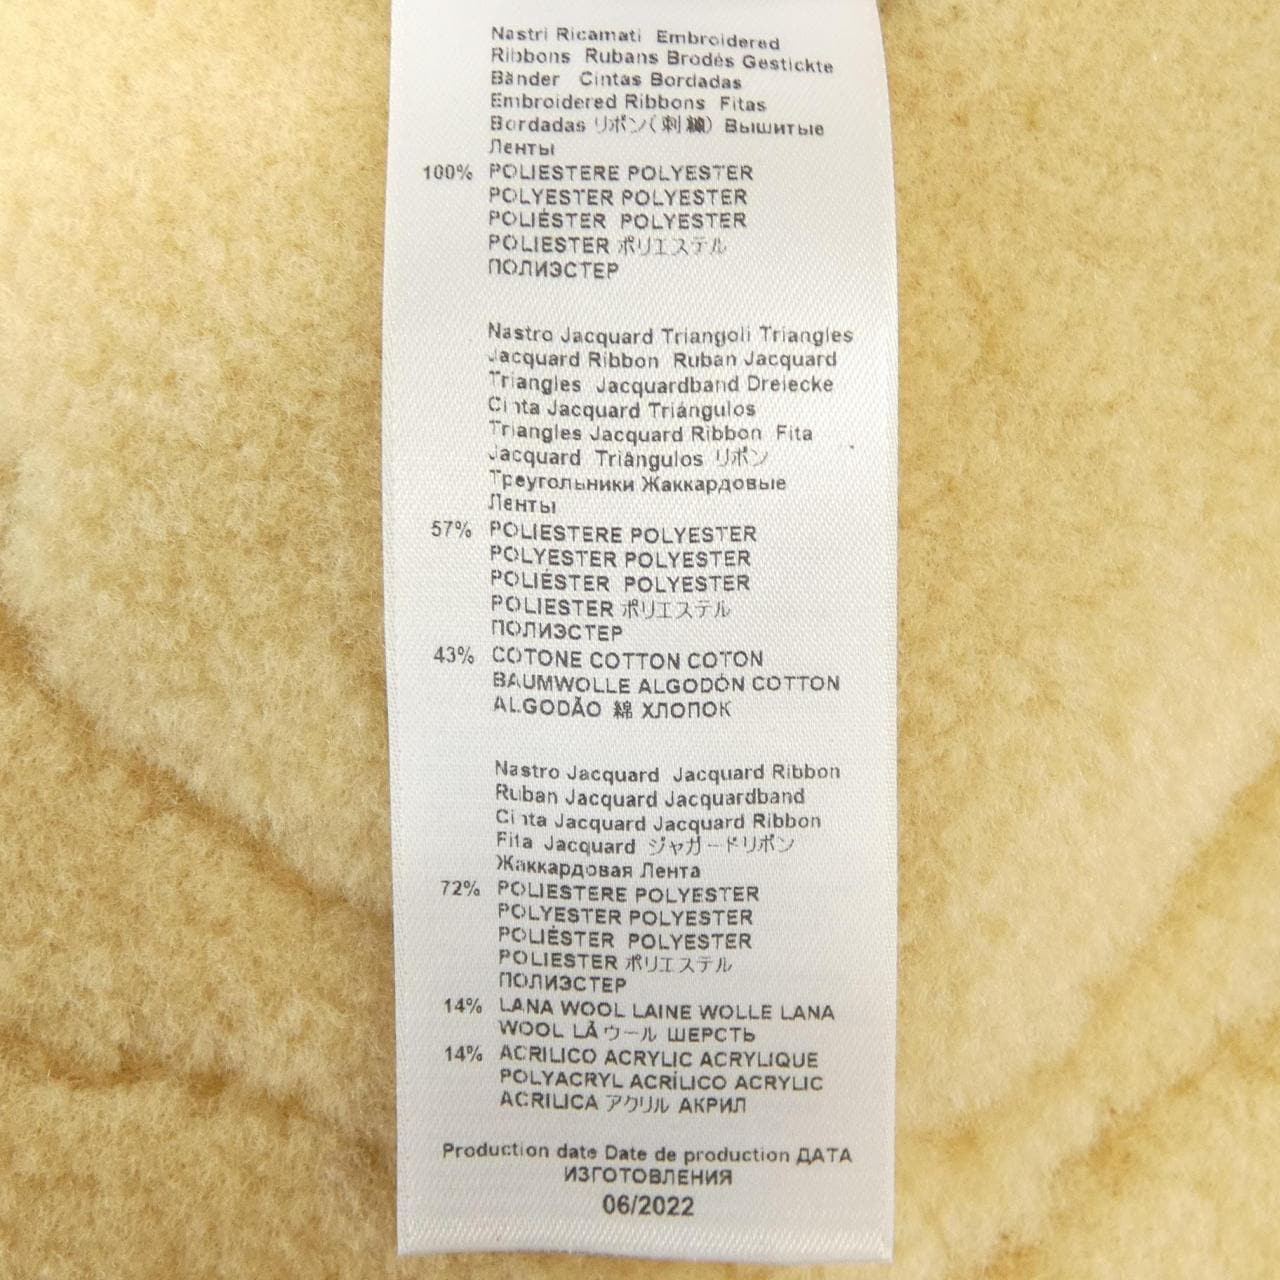 Nastri Ricamati Embroidered
Ribbons Rubans Brodés Gestickte
Bänder Cintas Bordadas
Embroidered Ribbons Fitas
Bordadas リボン(刺繍) Вышитые
Ленты
100% POLIESTERE POLYESTER
POLYESTER POLYESTER
POLIÉSTER POLYESTER
POLIESTER ポリエステル
ПОЛИЭСТЕР
Nastro Jacquard Triangoli Triangles
Jacquard Ribbon Ruban Jacquard
Triangles Jacquardband Dreiecke
Cinta Jacquard Triángulos
Triangles Jacquard Ribbon Fita
Jacquard Triângulos リボン
Треугольники Жаккардовые
Ленты
57% POLIESTERE POLYESTER
POLYESTER POLYESTER
POLIÉSTER POLYESTER
POLIESTER ポリエステル
ПОЛИЭСТЕР
43% COTONE COTTON COTON
BAUMWOLLE ALGODÓN COTTON
ALGODÃO 綿 ХЛОПОК
Nastro Jacquard Jacquard Ribbon
Ruban Jacquard Jacquardband
Cinta Jacquard Jacquard Ribbon
Fita Jacquard ジャガードリボン
Жаккардовая Лента
72% POLIESTERE POLYESTER
POLYESTER POLYESTER
POLIÉSTER POLYESTER
POLIESTER ポリエステル
ПОЛИЭСТЕР
14% LANA WOOL LAINE WOLLE LANA
WOOL LÃ ウール ШЕРСТЬ
14% ACRILICO ACRYLIC ACRYLIQUE
POLYACRYL ACRÍLICO ACRYLIC
ACRILICA アクリル АКРИЛ
Production date Date de production ДАТА
ИЗГОТОВЛЕНИЯ
06/2022